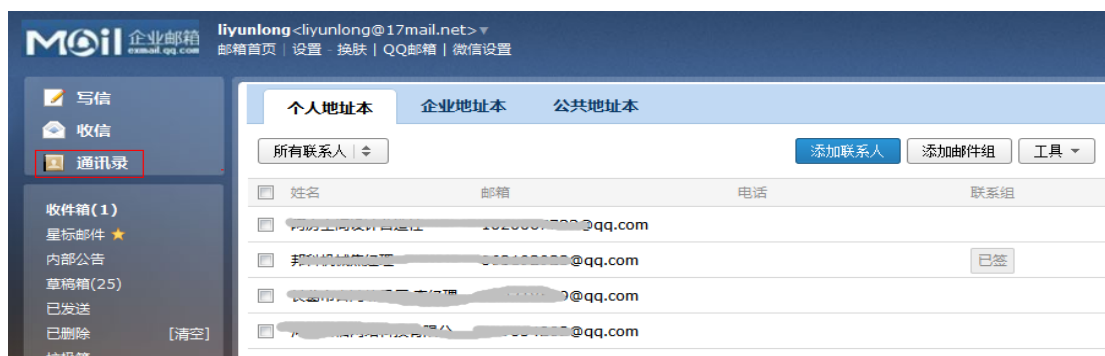 M@il 企业邮箱
exmail.qq.com
liyunlong<liyunlong@17mail.net>▼
邮箱首页 | 设置 - 换肤 | QQ邮箱 | 微信设置
写信
收信
通讯录
收件箱(1)
星标邮件 ★
内部公告
草稿箱(25)
已发送
已删除 [清空]
个人地址本 企业地址本 公共地址本
所有联系人
添加联系人 添加邮件组 工具 ▼
姓名 邮箱 电话 联系组
@qq.com
@qq.com 已签
@qq.com
@qq.com